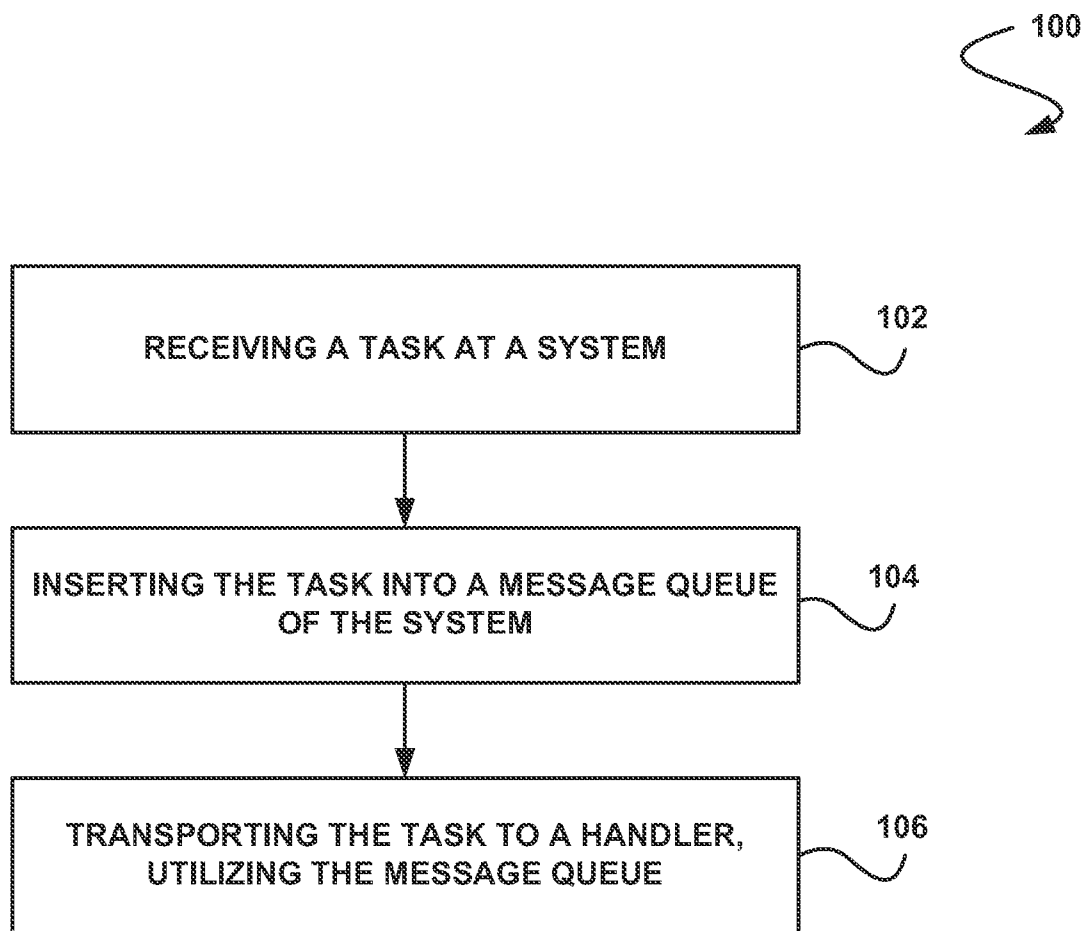 100
RECEIVING A TASK AT A SYSTEM
102
INSERTING THE TASK INTO A MESSAGE QUEUE
OF THE SYSTEM
104
TRANSPORTING THE TASK TO A HANDLER,
UTILIZING THE MESSAGE QUEUE
106